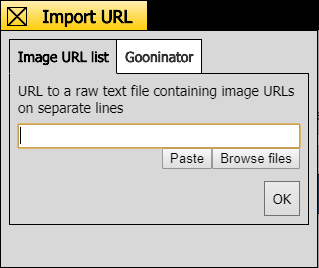 Import URL
Image URL list
Gooninator
URL to a raw text file containing image URLs
on separate lines
Paste
Browse files
OK